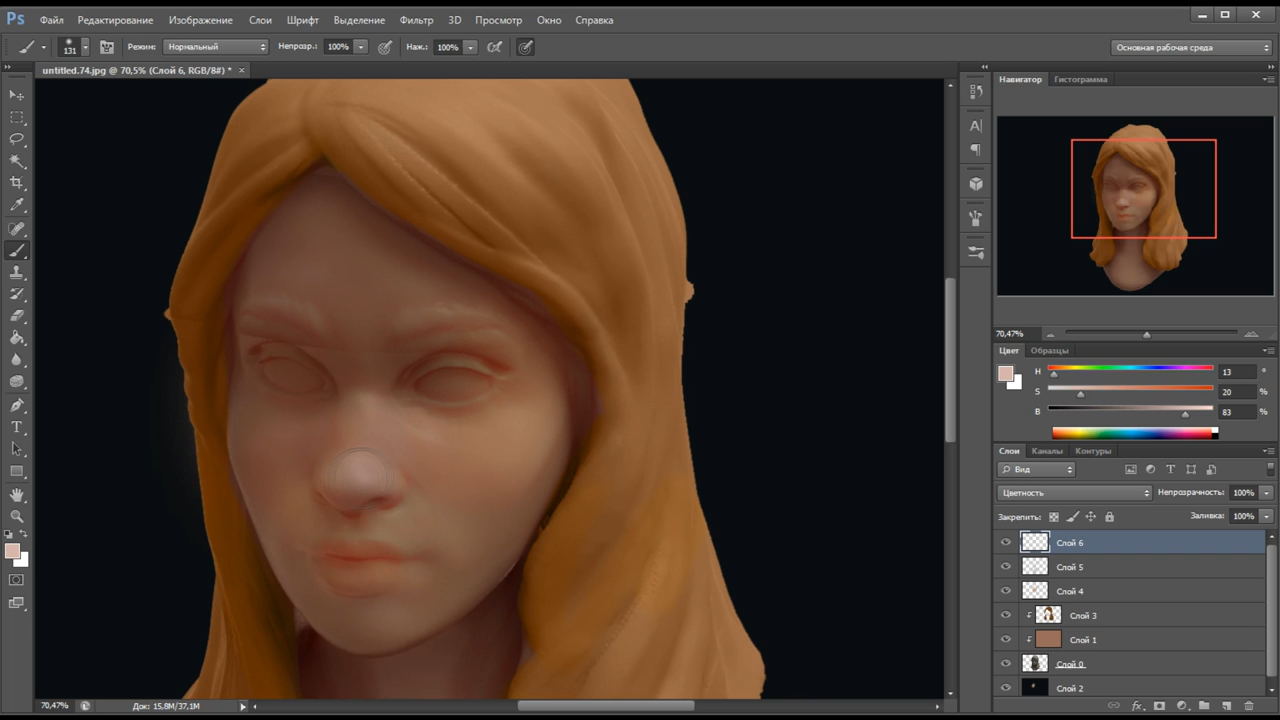 Ps Файл Редактирование Изображение Слои Шрифт Выделение Фильтр 3D Просмотр Окно Справка
131 Режим: Нормальный Непрозр.: 100% Наж.: 100% Основная рабочая среда
untitled.74.jpg @ 70,5% (Слой 6, RGB/8#) * ×
Навигатор Гистограмма
70,47%
Цвет Образцы
H 13 °
S 20 %
B 83 %
Слои Каналы Контуры
Вид
Цветность Непрозрачность: 100%
Закрепить: Заливка: 100%
Слой 6
Слой 5
Слой 4
Слой 3
Слой 1
Слой 0
Слой 2
70,47% Док: 15,8M/37,1M
fx